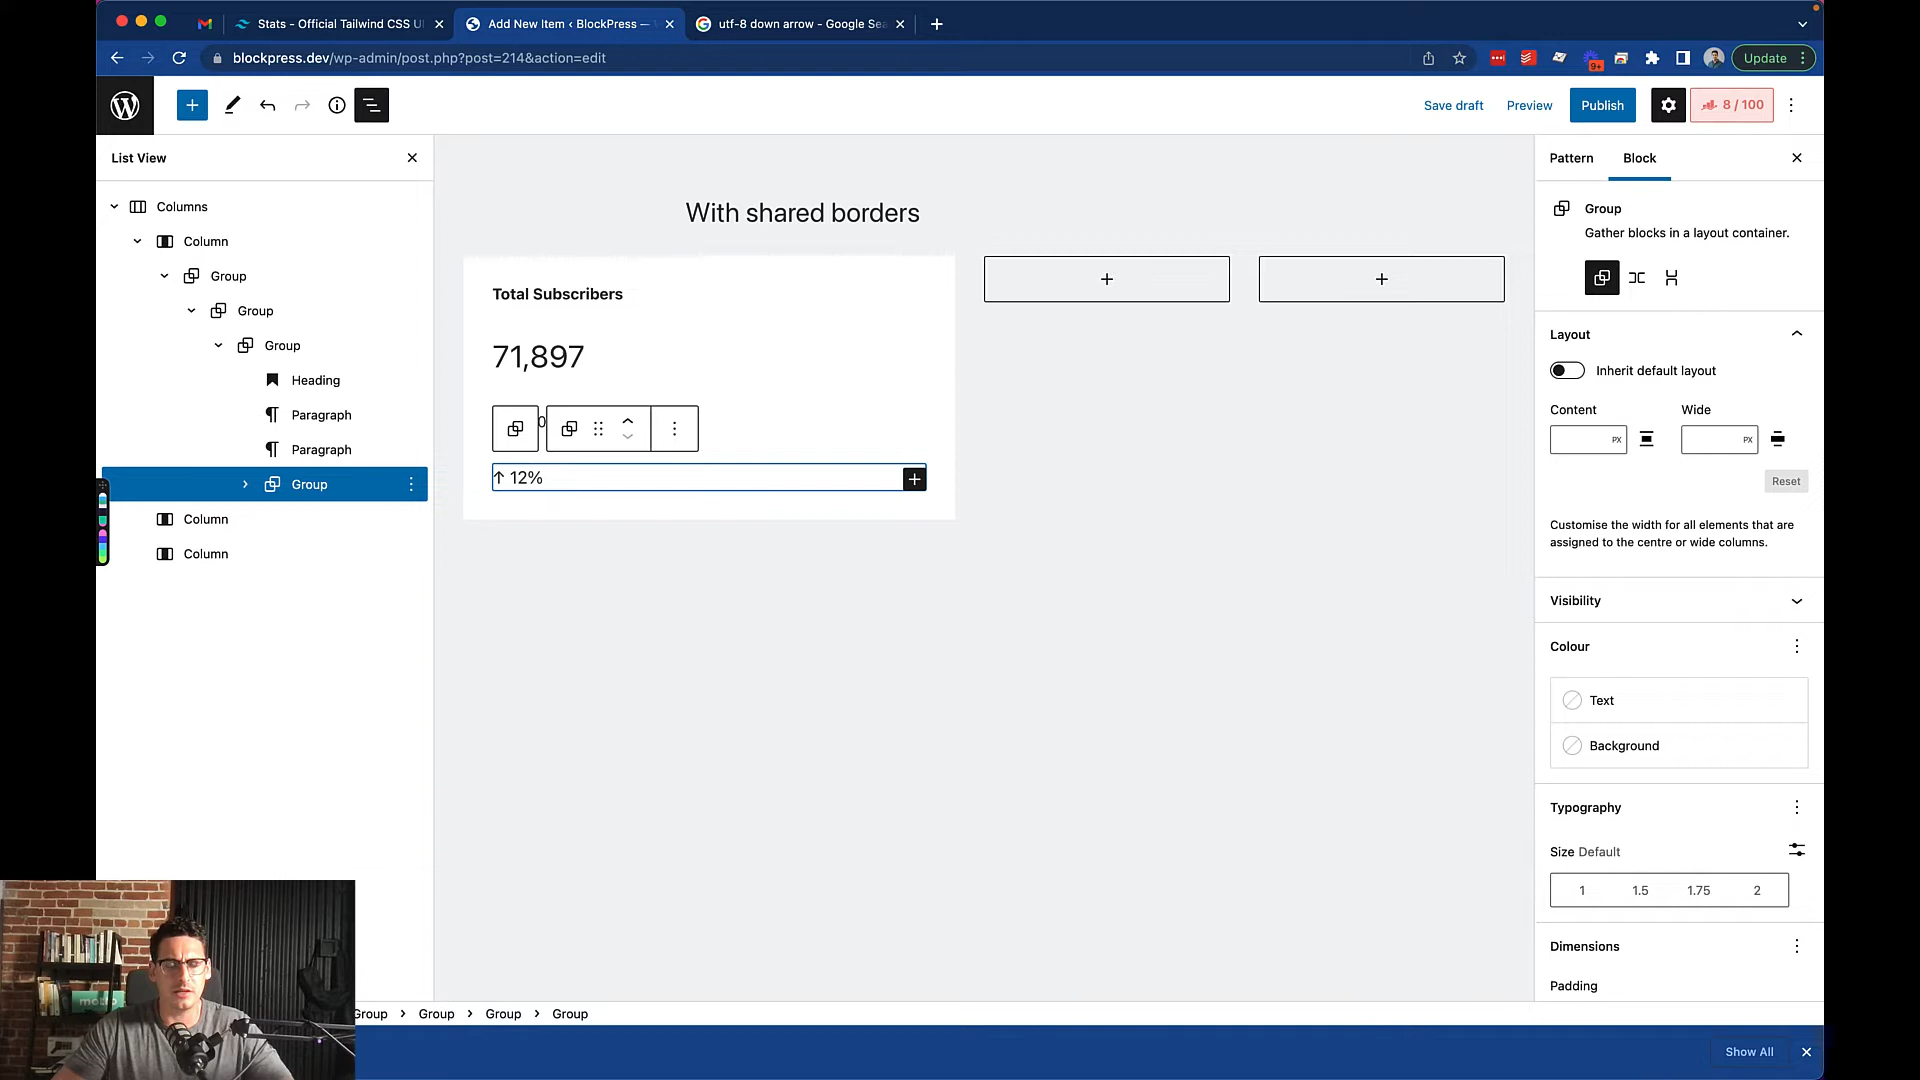 Stats - Official Tailwind CSS UI
Add New Item ‹ BlockPress —
utf-8 down arrow - Google Sea
blockpress.dev/wp-admin/post.php?post=214&action=edit
9+
Update
Save draft
Preview
Publish
8 / 100
List View
Columns
Column
Group
Group
Group
Heading
Paragraph
Paragraph
Group
Column
Column
With shared borders
Total Subscribers
71,897
0
↑ 12%
Pattern
Block
Group
Gather blocks in a layout container.
Layout
Inherit default layout
Content
Wide
PX
PX
Reset
Customise the width for all elements that are
assigned to the centre or wide columns.
Visibility
Colour
Text
Background
Typography
Size Default
1 1.5 1.75 2
Dimensions
Padding
Group › Group › Group › Group
Show All